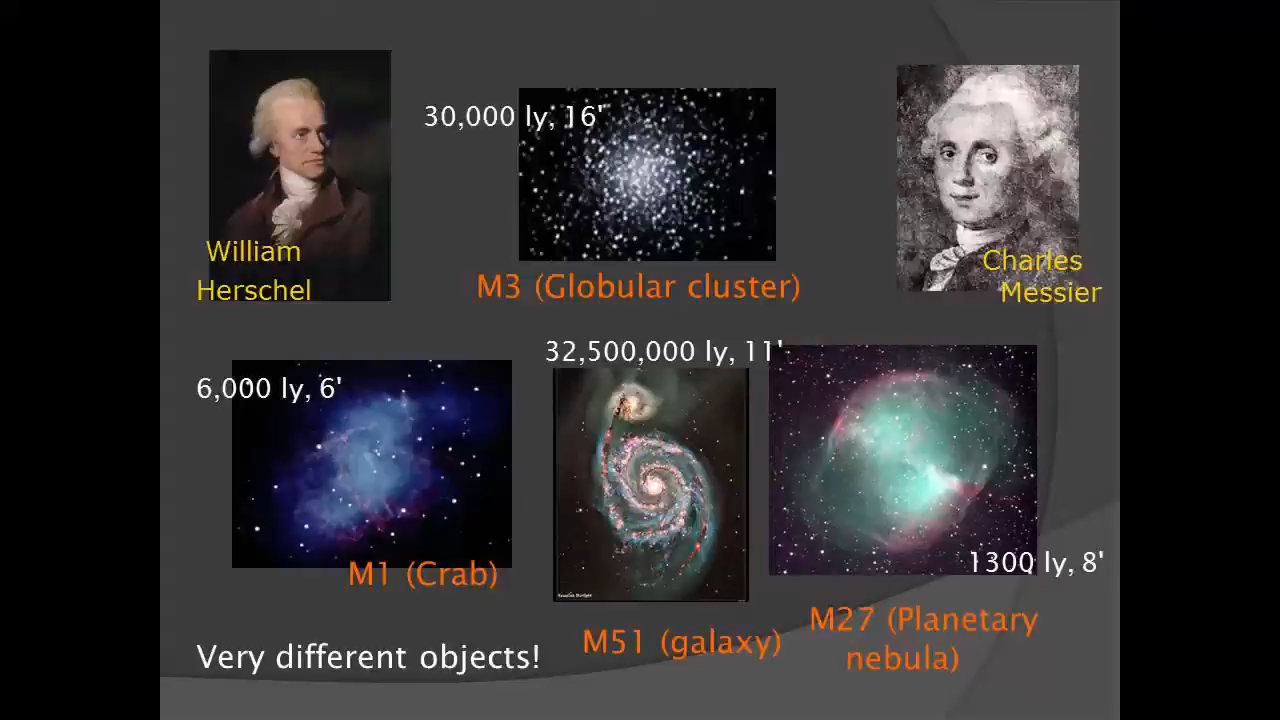 William
Herschel
30,000 ly, 16'
M3 (Globular cluster)
Charles
Messier
6,000 ly, 6'
M1 (Crab)
32,500,000 ly, 11'
M51 (galaxy)
1300 ly, 8'
M27 (Planetary
nebula)
Very different objects!